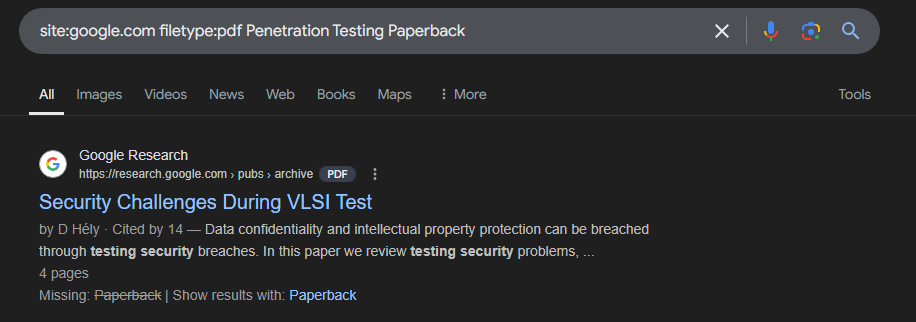 site:google.com filetype:pdf Penetration Testing Paperback
All Images Videos News Web Books Maps More Tools
Google Research
https://research.google.com › pubs › archive PDF
Security Challenges During VLSI Test
by D Hély · Cited by 14 — Data confidentiality and intellectual property protection can be breached
through testing security breaches. In this paper we review testing security problems, ...
4 pages
Missing: Paperback | Show results with: Paperback